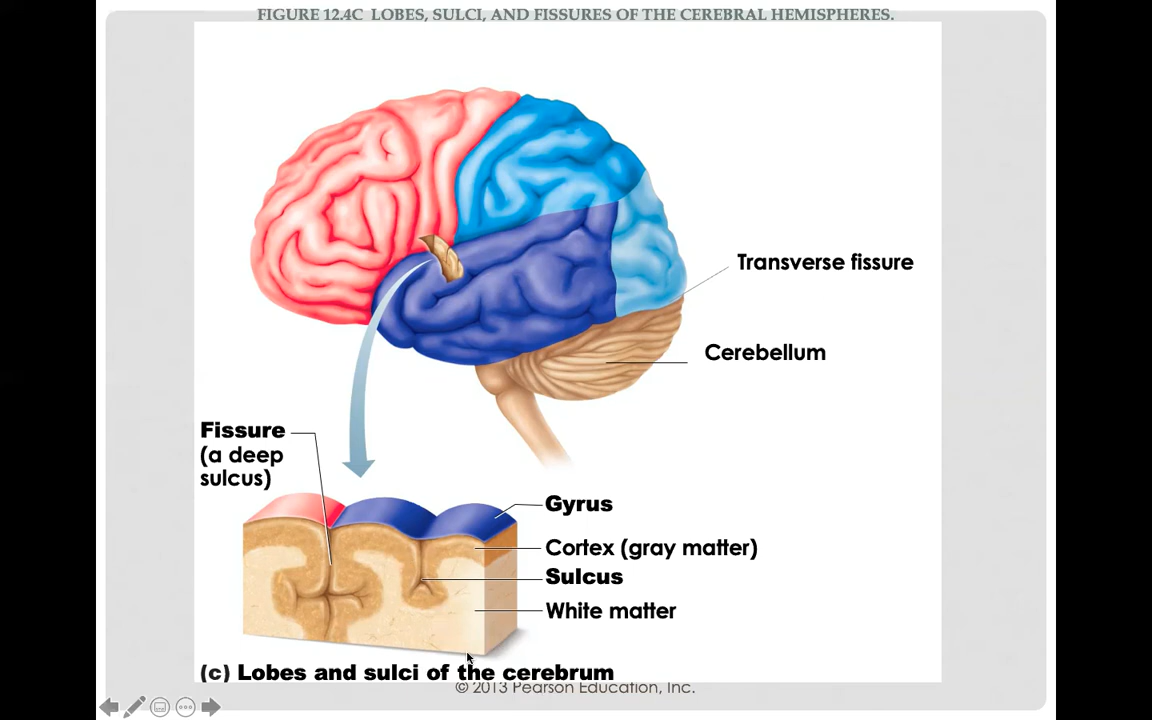 FIGURE 12.4C LOBES, SULCI, AND FISSURES OF THE CEREBRAL HEMISPHERES.
Transverse fissure
Cerebellum
Fissure
(a deep
sulcus)
Gyrus
Cortex (gray matter)
Sulcus
White matter
(c) Lobes and sulci of the cerebrum
© 2013 Pearson Education, Inc.